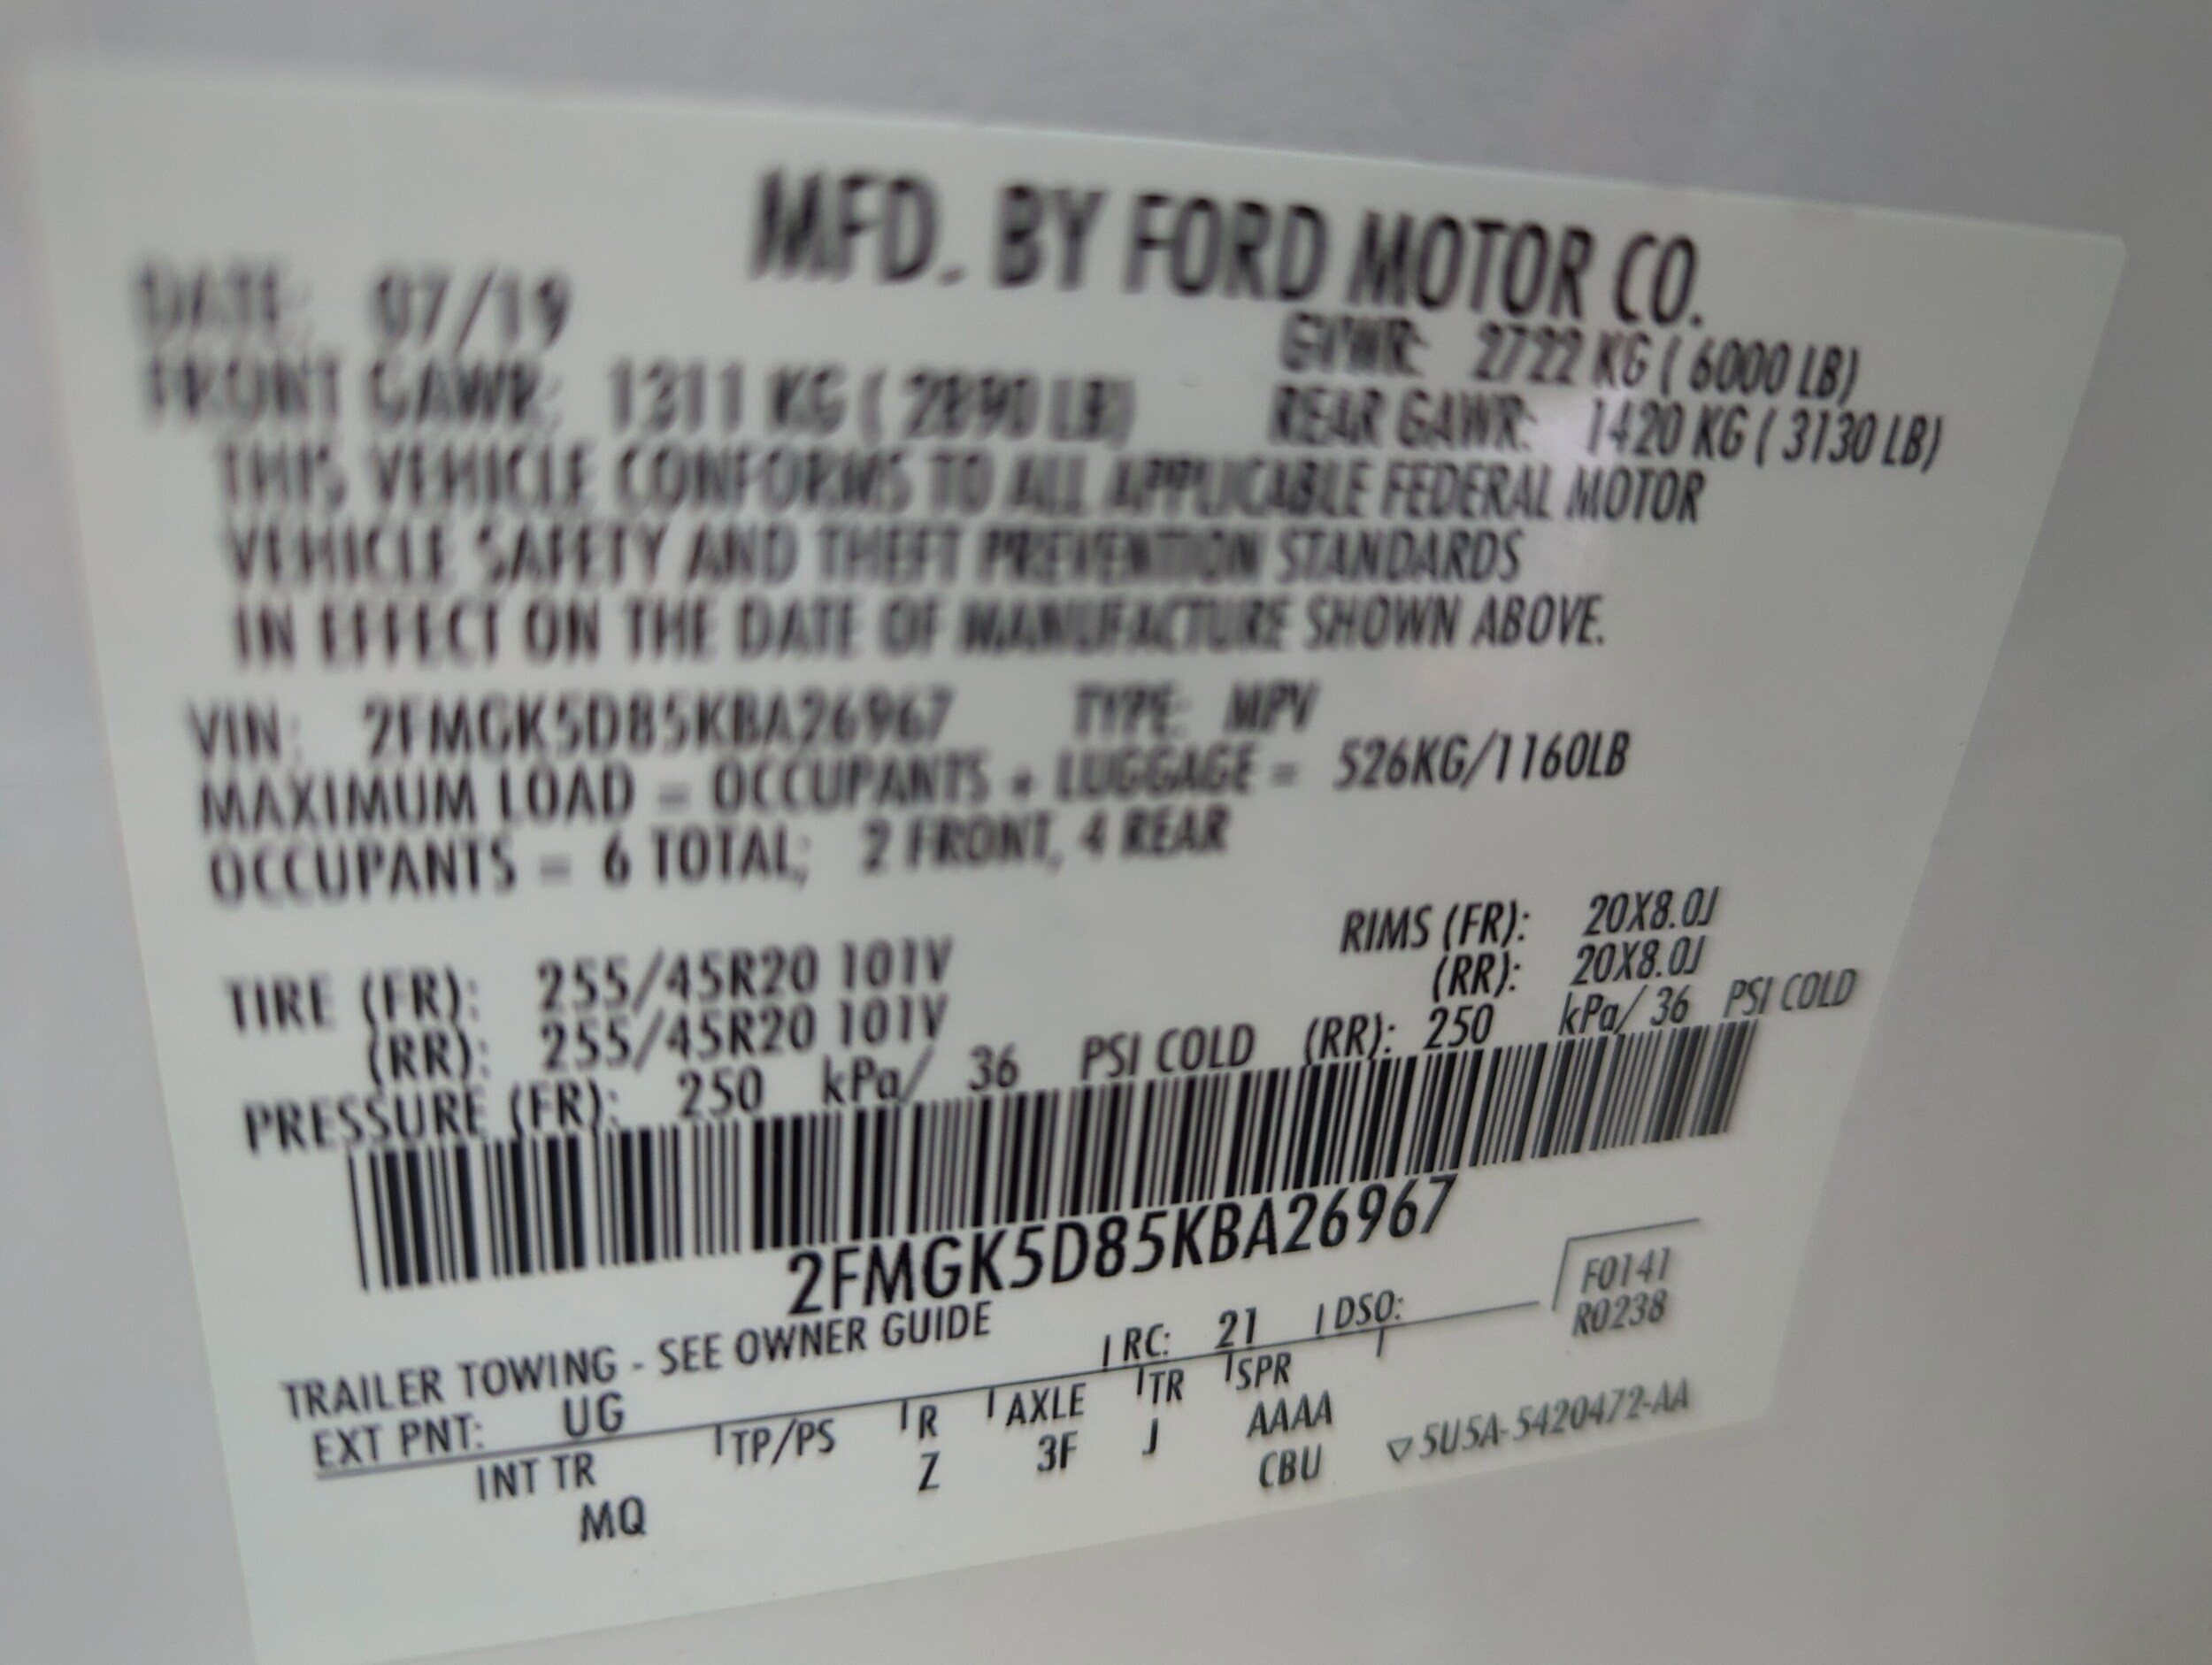 MFD. BY FORD MOTOR CO.
DATE: 07/19 GVWR: 2722 KG ( 6000 LB)
FRONT GAWR: 1311 KG ( 2890 LB) REAR GAWR: 1420 KG ( 3130 LB)
THIS VEHICLE CONFORMS TO ALL APPLICABLE FEDERAL MOTOR
VEHICLE SAFETY AND THEFT PREVENTION STANDARDS
IN EFFECT ON THE DATE OF MANUFACTURE SHOWN ABOVE.
VIN: 2FMGK5D85KBA26967 TYPE: MPV
MAXIMUM LOAD = OCCUPANTS + LUGGAGE = 526KG/1160LB
OCCUPANTS = 6 TOTAL; 2 FRONT, 4 REAR
TIRE (FR): 255/45R20 101V RIMS (FR): 20X8.0J
(RR): 255/45R20 101V (RR): 20X8.0J
PRESSURE (FR): 250 kPa/ 36 PSI COLD (RR): 250 kPa/ 36 PSI COLD
2FMGK5D85KBA26967
TRAILER TOWING - SEE OWNER GUIDE
F0141
R0238
EXT PNT: UG RC: 21 DSO:
INT TR TP/PS R AXLE TR SPR
MQ Z 3F J AAAA
CBU ▽5U5A-5420472-AA